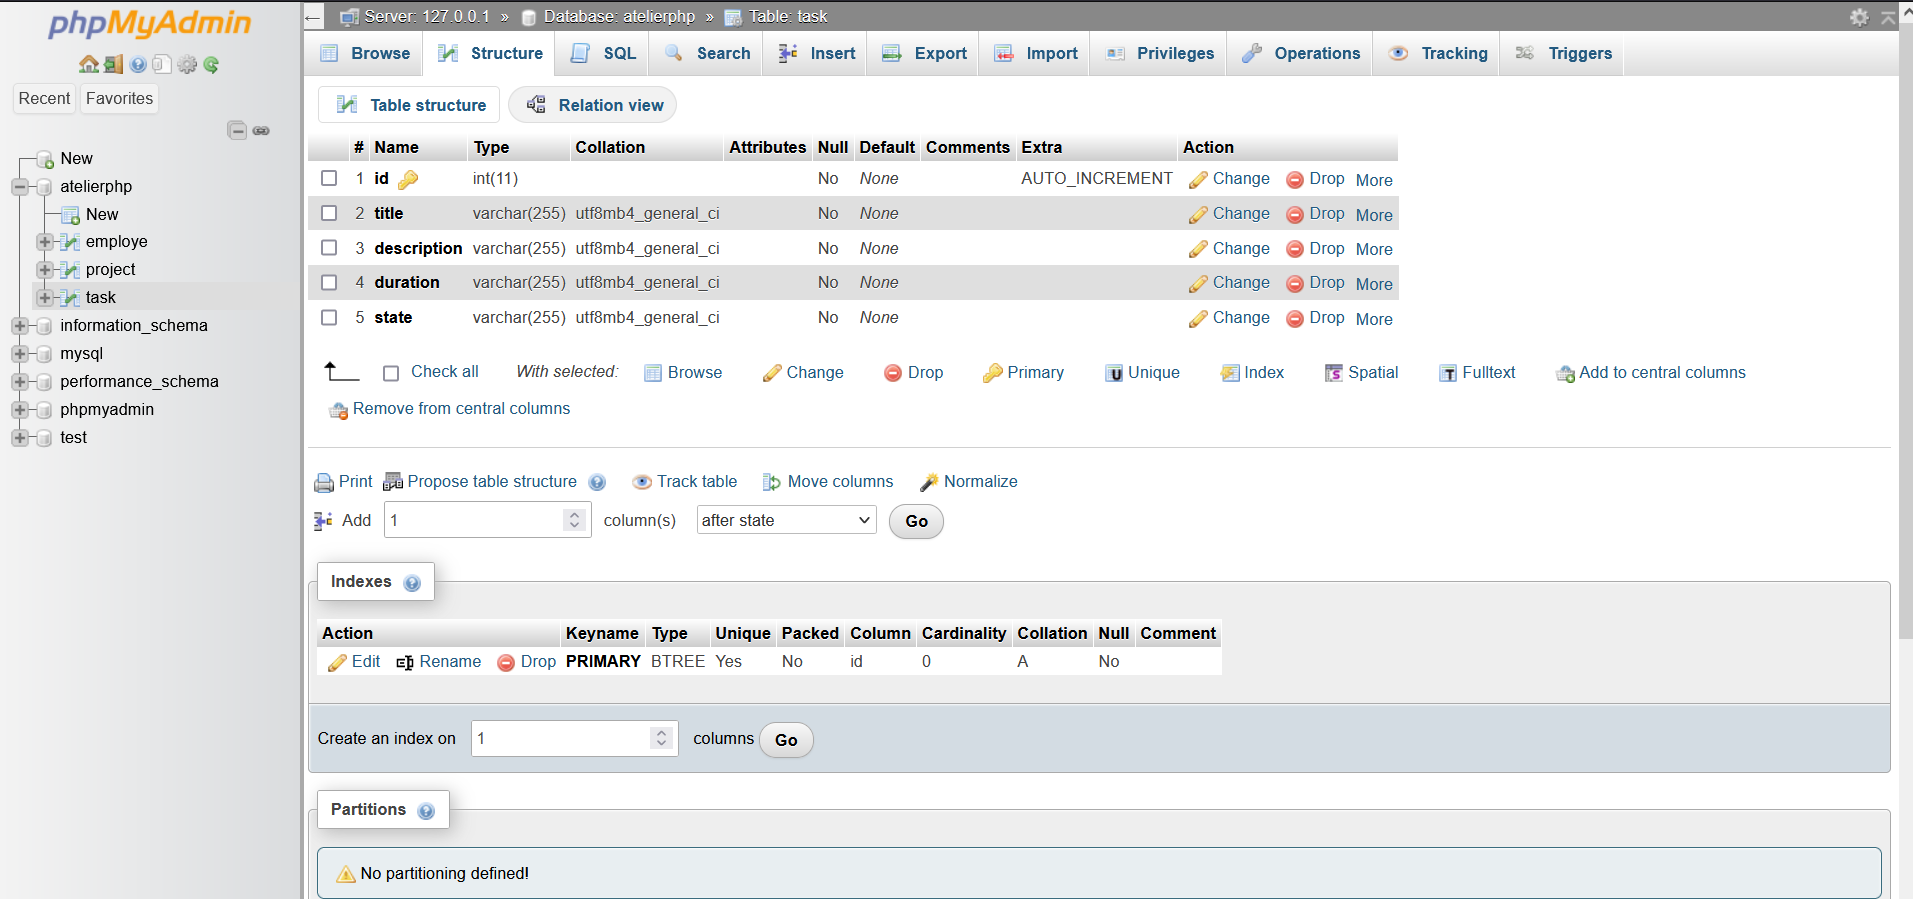 phpMyAdmin
Recent Favorites
New
atelierphp
New
employe
project
task
information_schema
mysql
performance_schema
phpmyadmin
test
Server: 127.0.0.1 » Database: atelierphp » Table: task
Browse Structure SQL Search Insert Export Import Privileges Operations Tracking Triggers
Table structure Relation view
# Name Type Collation Attributes Null Default Comments Extra Action
1 id int(11) No None AUTO_INCREMENT Change Drop More
2 title varchar(255) utf8mb4_general_ci No None Change Drop More
3 description varchar(255) utf8mb4_general_ci No None Change Drop More
4 duration varchar(255) utf8mb4_general_ci No None Change Drop More
5 state varchar(255) utf8mb4_general_ci No None Change Drop More
Check all With selected: Browse Change Drop Primary Unique Index Spatial Fulltext Add to central columns
Remove from central columns
Print Propose table structure Track table Move columns Normalize
Add 1 column(s) after state Go
Indexes
Action Keyname Type Unique Packed Column Cardinality Collation Null Comment
Edit Rename Drop PRIMARY BTREE Yes No id 0 A No
Create an index on 1 columns Go
Partitions
No partitioning defined!